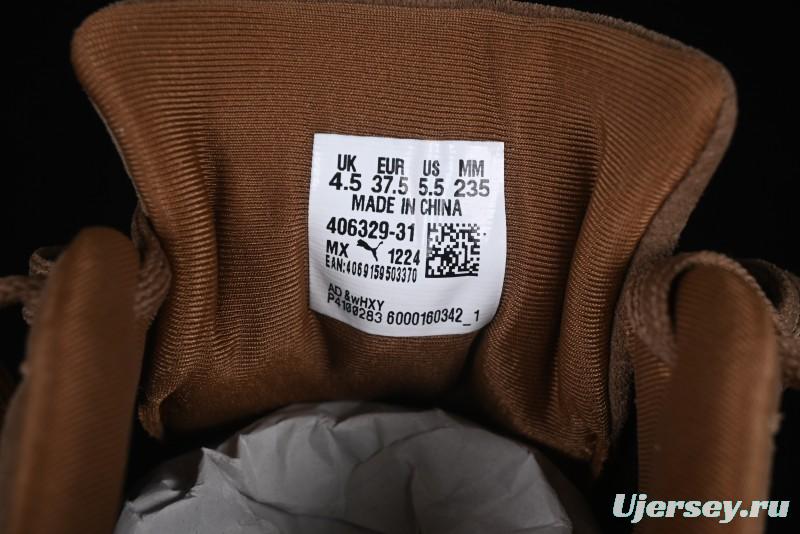 UK EUR US MM
4.5 37.5 5.5 235
MADE IN CHINA
406329-31
MX 1224
EAN:4069159503370
AD &wHXY
P4100283 6000160342_1
Ujersey.ru